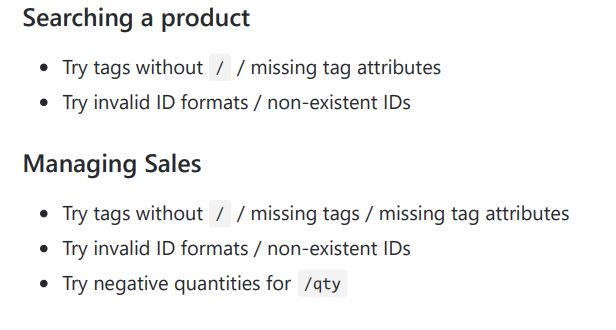 Searching a product
• Try tags without / / missing tag attributes
• Try invalid ID formats / non-existent IDs
Managing Sales
• Try tags without / / missing tags / missing tag attributes
• Try invalid ID formats / non-existent IDs
• Try negative quantities for /qty